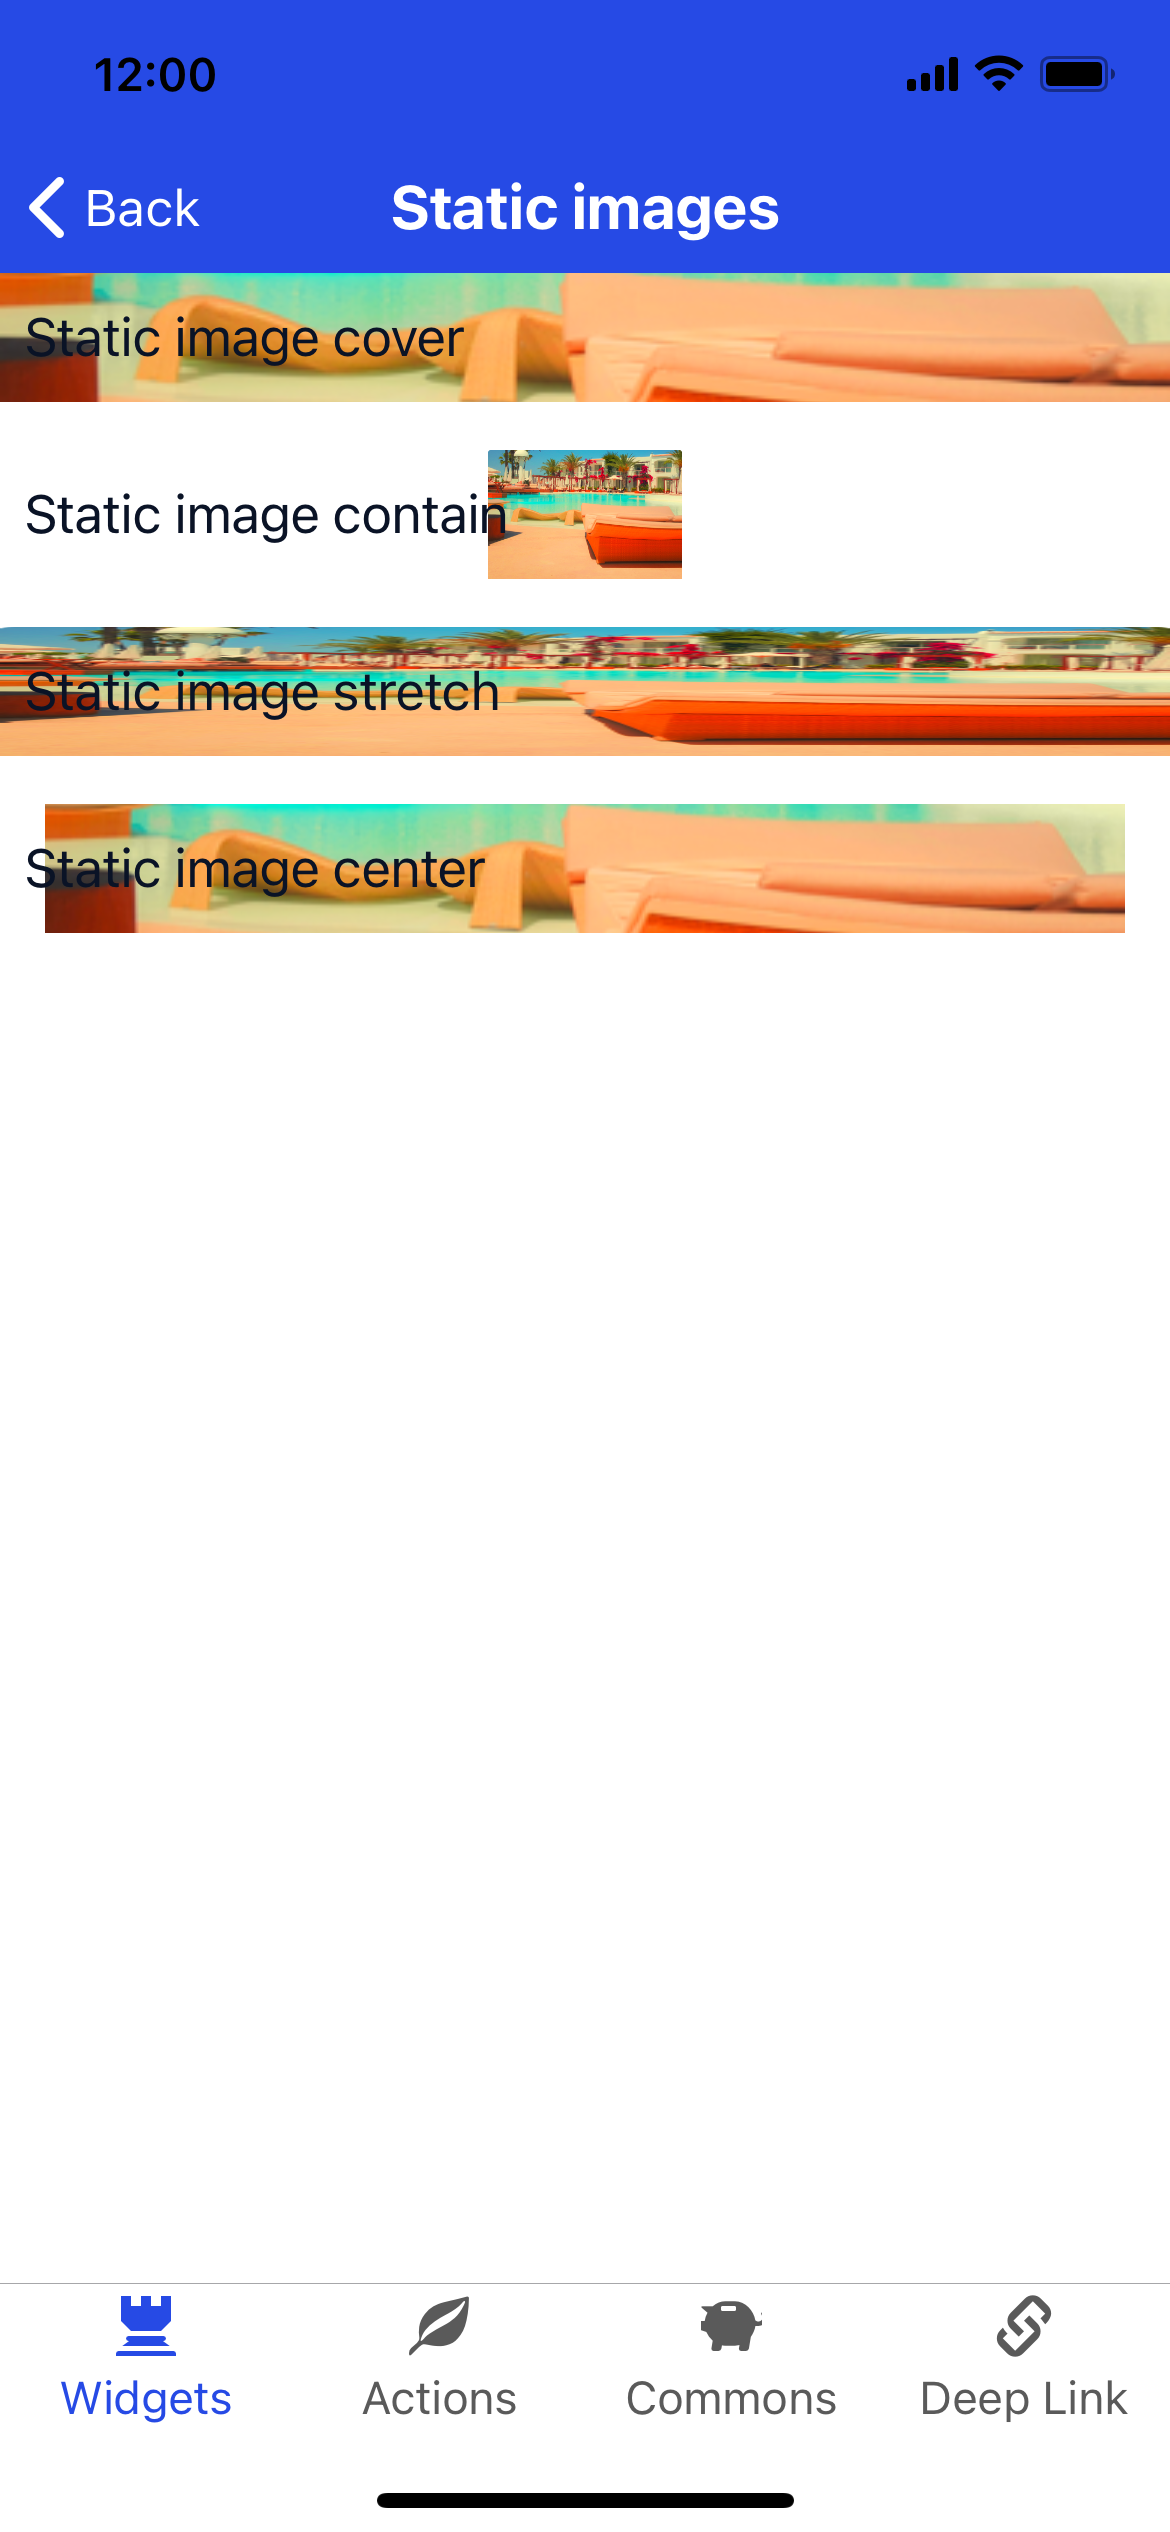 12:00
Back
Static images
Static image cover
Static image contain
Static image stretch
Static image center
Widgets
Actions
Commons
Deep Link